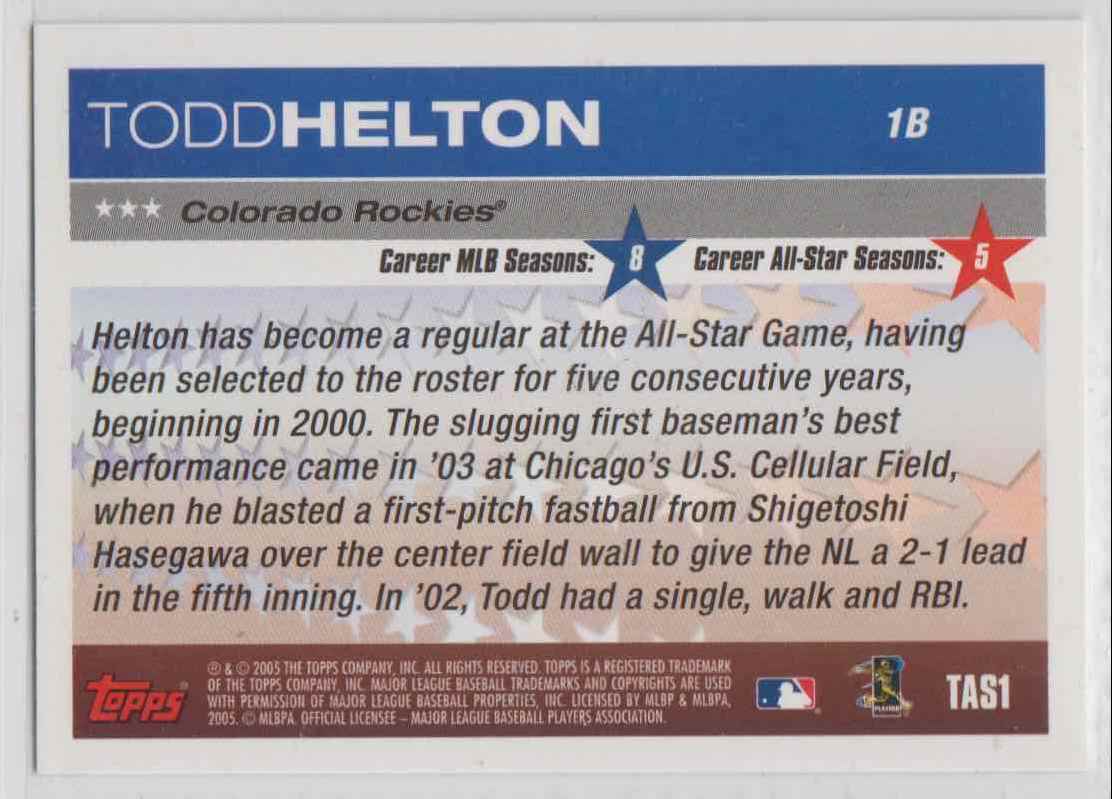 TODDHELTON 1B
★★★ Colorado Rockies®
Career MLB Seasons: 8 Career All-Star Seasons: 5
Helton has become a regular at the All-Star Game, having
been selected to the roster for five consecutive years,
beginning in 2000. The slugging first baseman's best
performance came in '03 at Chicago's U.S. Cellular Field,
when he blasted a first-pitch fastball from Shigetoshi
Hasegawa over the center field wall to give the NL a 2-1 lead
in the fifth inning. In '02, Todd had a single, walk and RBI.
topps
® & © 2005 THE TOPPS COMPANY, INC. ALL RIGHTS RESERVED. TOPPS IS A REGISTERED TRADEMARK
OF THE TOPPS COMPANY, INC. MAJOR LEAGUE BASEBALL TRADEMARKS AND COPYRIGHTS ARE USED
WITH PERMISSION OF MAJOR LEAGUE BASEBALL PROPERTIES, INC. LICENSED BY MLBP & MLBPA,
2005. © MLBPA. OFFICIAL LICENSEE – MAJOR LEAGUE BASEBALL PLAYERS ASSOCIATION.
PLAYERS
TAS1